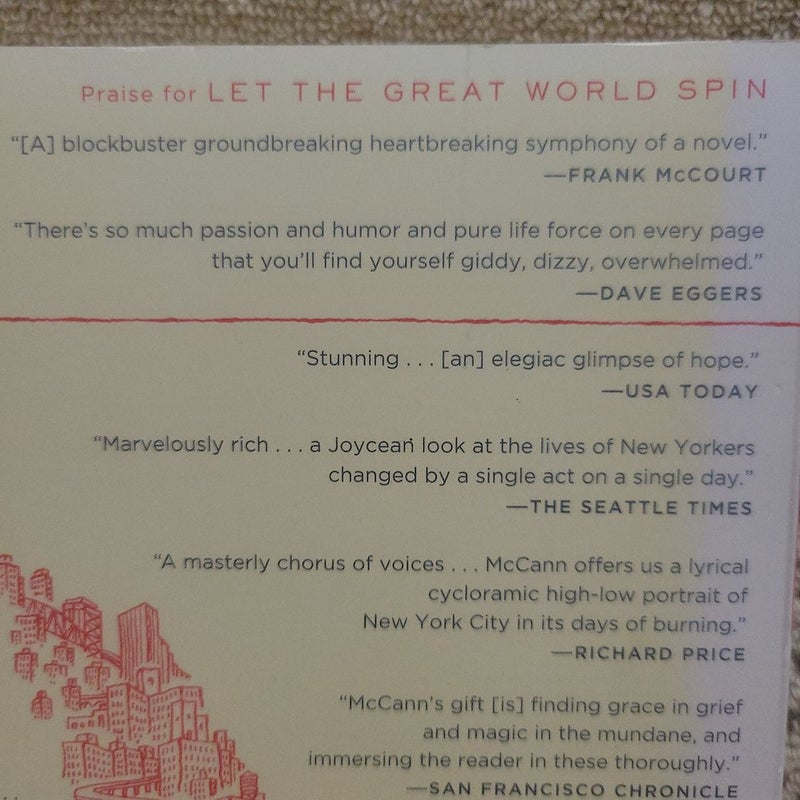 Praise for LET THE GREAT WORLD SPIN
“[A] blockbuster groundbreaking heartbreaking symphony of a novel.”
—FRANK McCOURT
“There’s so much passion and humor and pure life force on every page
that you’ll find yourself giddy, dizzy, overwhelmed.”
—DAVE EGGERS
“Stunning . . . [an] elegiac glimpse of hope.”
—USA TODAY
“Marvelously rich . . . a Joycean look at the lives of New Yorkers
changed by a single act on a single day.”
—THE SEATTLE TIMES
“A masterly chorus of voices . . . McCann offers us a lyrical
cycloramic high-low portrait of
New York City in its days of burning.”
—RICHARD PRICE
“McCann’s gift [is] finding grace in grief
and magic in the mundane, and
immersing the reader in these thoroughly.”
—SAN FRANCISCO CHRONICLE